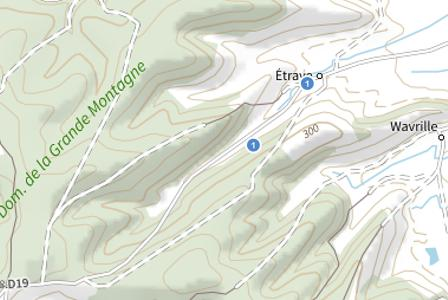 Étraye
1
Dom. de la Grande Montagne
Wavrille
300
1
D19